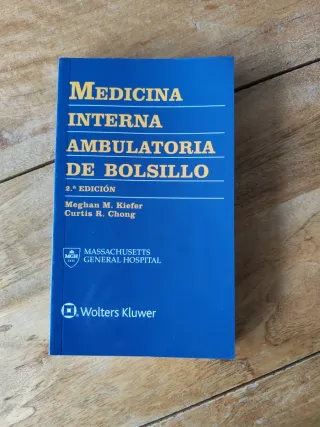 MEDICINA
INTERNA
AMBULATORIA
DE BOLSILLO
2.ª EDICIÓN
Meghan M. Kiefer
Curtis R. Chong
MASSACHUSETTS
GENERAL HOSPITAL
Wolters Kluwer